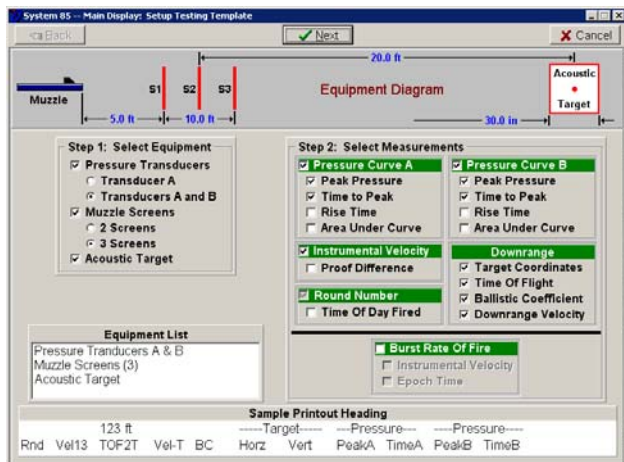 System 85 -- Main Display: Setup Testing Template
Back
Next
Cancel
20.0 ft
Muzzle
S1
S2
S3
Equipment Diagram
Acoustic
Target
5.0 ft
10.0 ft
30.0 in
Step 1: Select Equipment
Pressure Transducers
Transducer A
Transducers A and B
Muzzle Screens
2 Screens
3 Screens
Acoustic Target
Step 2: Select Measurements
Pressure Curve A
Peak Pressure
Time to Peak
Rise Time
Area Under Curve
Pressure Curve B
Peak Pressure
Time to Peak
Rise Time
Area Under Curve
Instrumental Velocity
Proof Difference
Round Number
Time Of Day Fired
Downrange
Target Coordinates
Time Of Flight
Ballistic Coefficient
Downrange Velocity
Burst Rate Of Fire
Instrumental Velocity
Epoch Time
Equipment List
Pressure Tranducers A & B
Muzzle Screens (3)
Acoustic Target
Sample Printout Heading
123 ft -----Target----- ---Pressure--- ----Pressure----
Rnd Vel13 TOF2T Vel-T BC Horz Vert PeakA TimeA PeakB TimeB